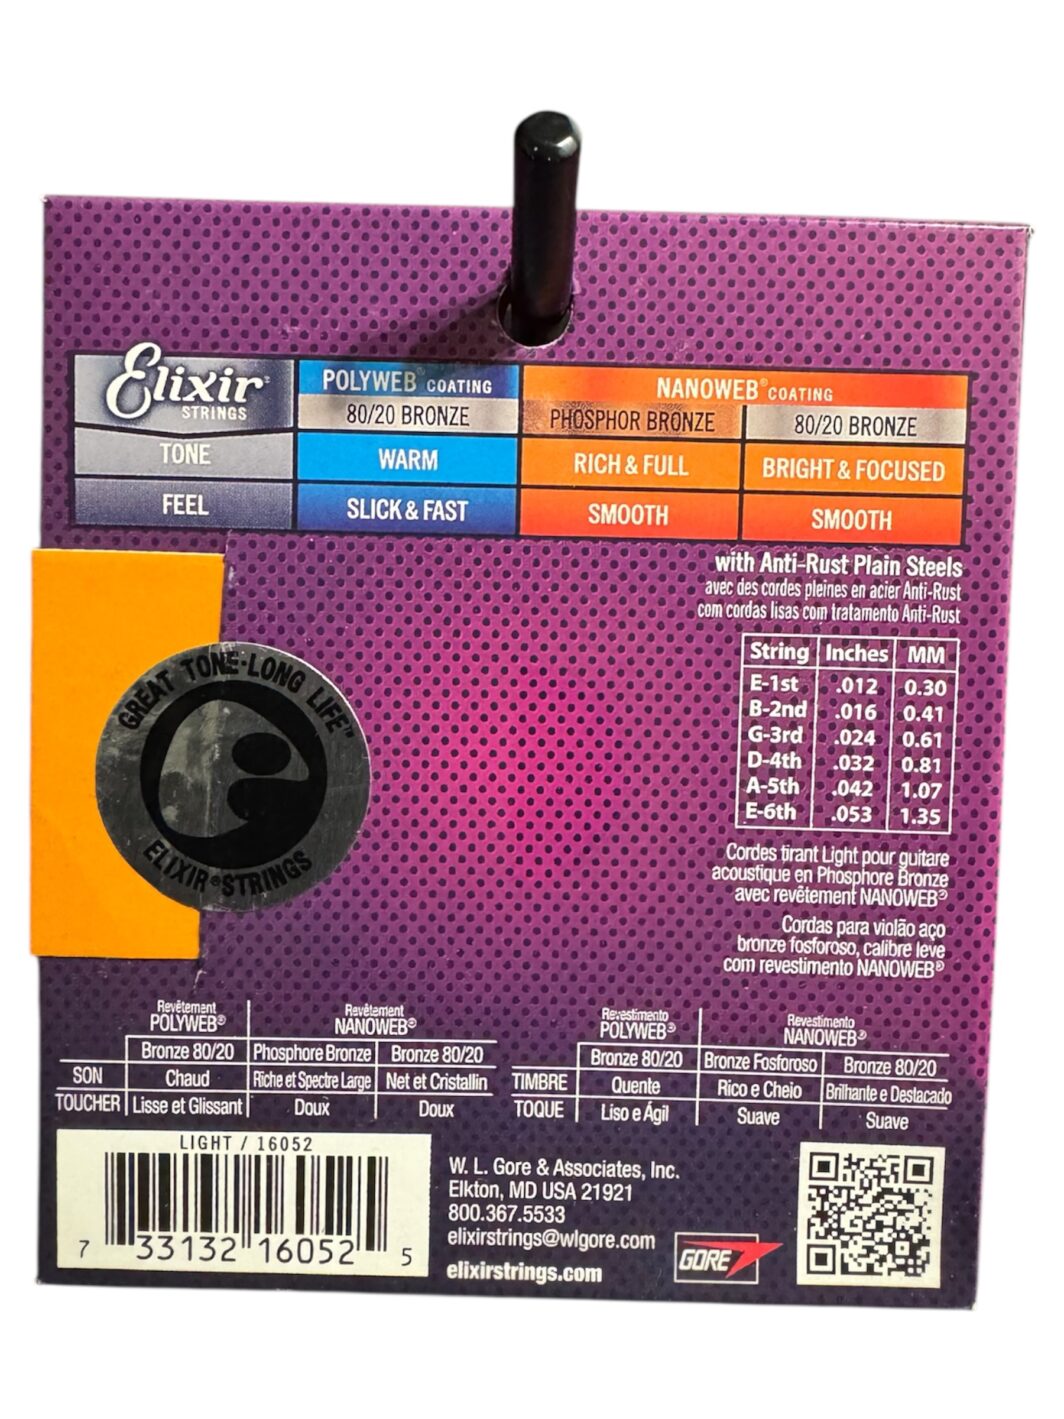 Elixir®
STRINGS
POLYWEB® COATING
NANOWEB® COATING
80/20 BRONZE
PHOSPHOR BRONZE
80/20 BRONZE
TONE
WARM
RICH & FULL
BRIGHT & FOCUSED
FEEL
SLICK & FAST
SMOOTH
SMOOTH
with Anti-Rust Plain Steels
avec des cordes pleines en acier Anti-Rust
com cordas lisas com tratamento Anti-Rust
String Inches MM
E-1st .012 0.30
B-2nd .016 0.41
G-3rd .024 0.61
D-4th .032 0.81
A-5th .042 1.07
E-6th .053 1.35
GREAT TONE·LONG LIFE™
ELIXIR®STRINGS
Cordes tirant Light pour guitare
acoustique en Phosphore Bronze
avec revêtement NANOWEB®
Cordas para violão aço
bronze fosforoso, calibre leve
com revestimento NANOWEB®
Revêtement
POLYWEB®
Revêtement
NANOWEB®
Bronze 80/20 Phosphore Bronze Bronze 80/20
SON Chaud Riche et Spectre Large Net et Cristallin
TOUCHER Lisse et Glissant Doux Doux
Revestimento
POLYWEB®
Revestimento
NANOWEB®
Bronze 80/20 Bronze Fosforoso Bronze 80/20
TIMBRE Quente Rico e Cheio Brilhante e Destacado
TOQUE Liso e Ágil Suave Suave
LIGHT / 16052
7 33132 16052 5
W. L. Gore & Associates, Inc.
Elkton, MD USA 21921
800.367.5533
elixirstrings@wlgore.com
elixirstrings.com
GORE